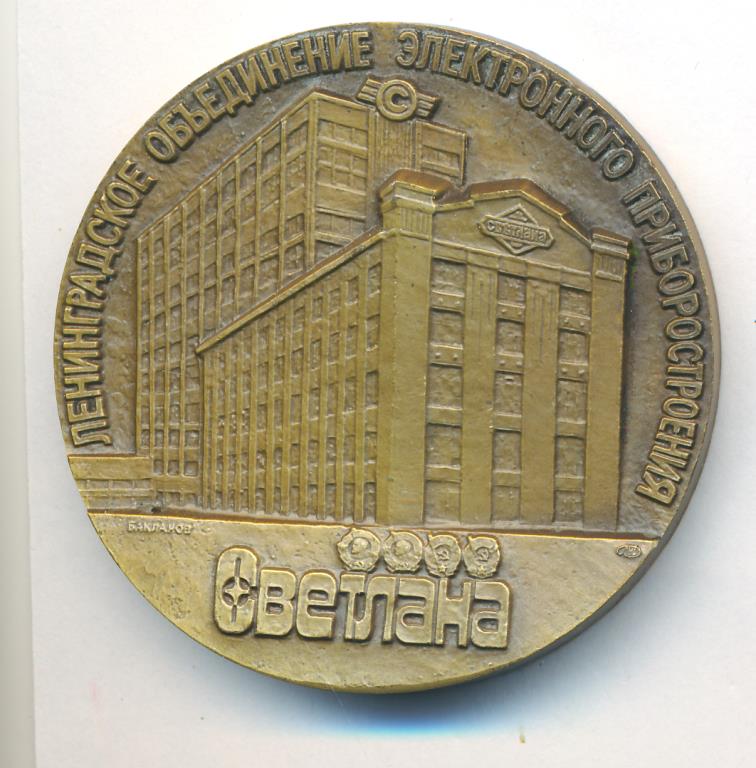 ЛЕНИНГРАДСКОЕ ОБЪЕДИНЕНИЕ ЭЛЕКТРОННОГО ПРИБОРОСТРОЕНИЯ
С
СВЕТЛАНА
БАКЛАНОВ
Светлана